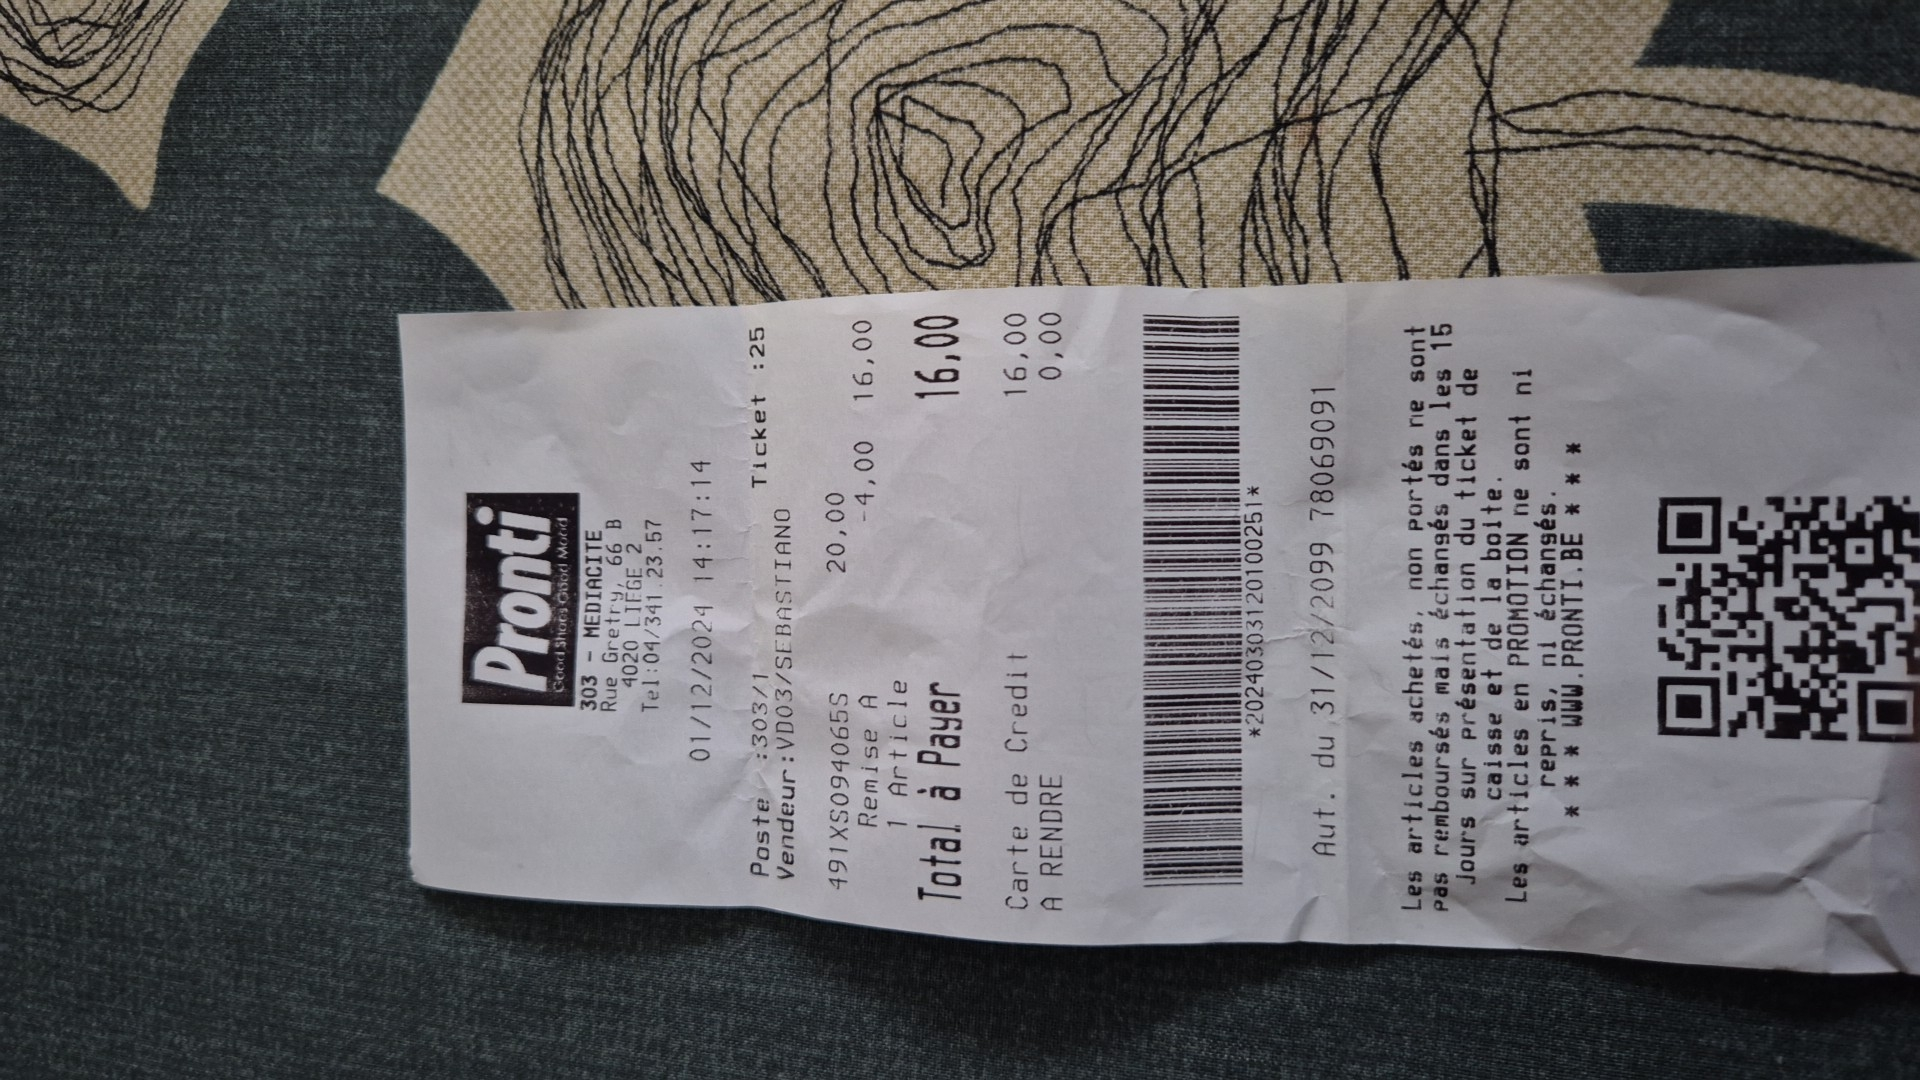 Pronti
Good Shoes Good Mood
303 - MEDIACITE
Rue Gretry, 66 B
4020 LIEGE 2
Tel:04/341.23.57
01/12/2024 14:17:14
Poste :303/1 Ticket :25
Vendeur:VD03/SEBASTIANO
491XS094065S 20,00
Remise A -4,00 16,00
1 Article
Total à Payer 16,00
Carte de Credit 16,00
A RENDRE 0,00
*2024030312010025​1*
Aut. du 31/12/2099 78069091
Les articles achetés, non portés ne sont
pas remboursés mais échangés dans les 15
jours sur présentation du ticket de
caisse et de la boite.
Les articles en PROMOTION ne sont ni
repris, ni échangés.
* * * * WWW.PRONTI.BE * * * *